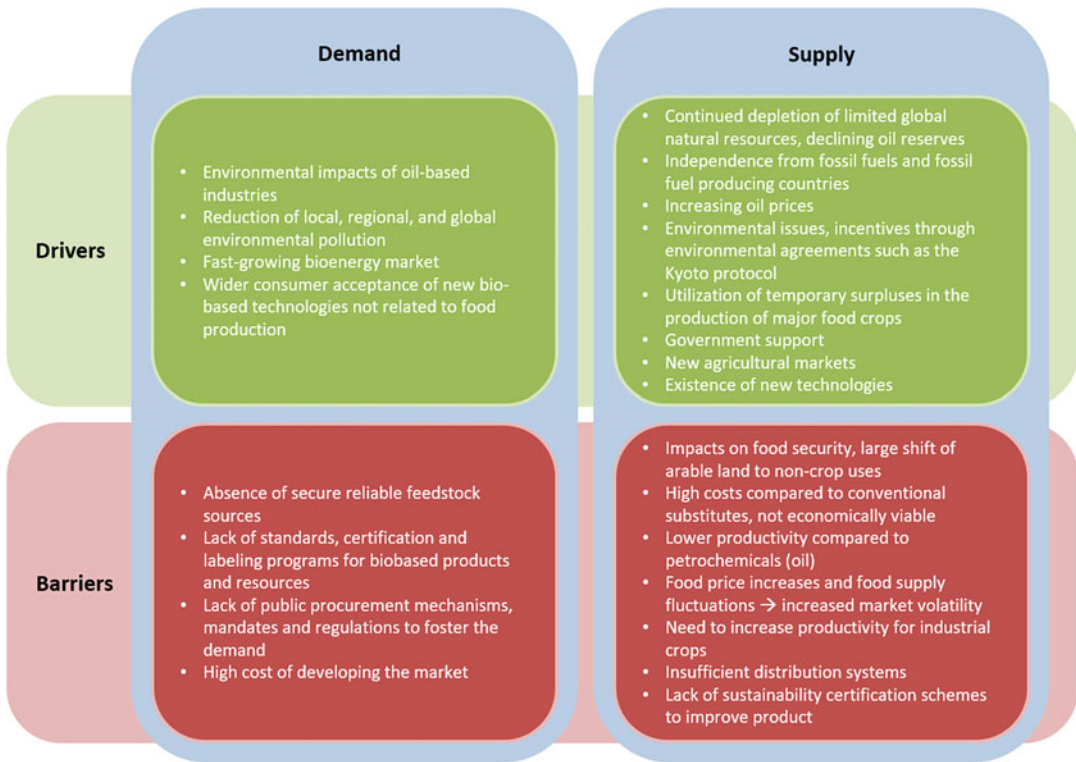 Demand
Supply
Drivers
• Environmental impacts of oil-based
industries
• Reduction of local, regional, and global
environmental pollution
• Fast-growing bioenergy market
• Wider consumer acceptance of new bio-
based technologies not related to food
production
• Continued depletion of limited global
natural resources, declining oil reserves
• Independence from fossil fuels and fossil
fuel producing countries
• Increasing oil prices
• Environmental issues, incentives through
environmental agreements such as the
Kyoto protocol
• Utilization of temporary surpluses in the
production of major food crops
• Government support
• New agricultural markets
• Existence of new technologies
Barriers
• Absence of secure reliable feedstock
sources
• Lack of standards, certification and
labeling programs for biobased products
and resources
• Lack of public procurement mechanisms,
mandates and regulations to foster the
demand
• High cost of developing the market
• Impacts on food security, large shift of
arable land to non-crop uses
• High costs compared to conventional
substitutes, not economically viable
• Lower productivity compared to
petrochemicals (oil)
• Food price increases and food supply
fluctuations → increased market volatility
• Need to increase productivity for industrial
crops
• Insufficient distribution systems
• Lack of sustainability certification schemes
to improve product